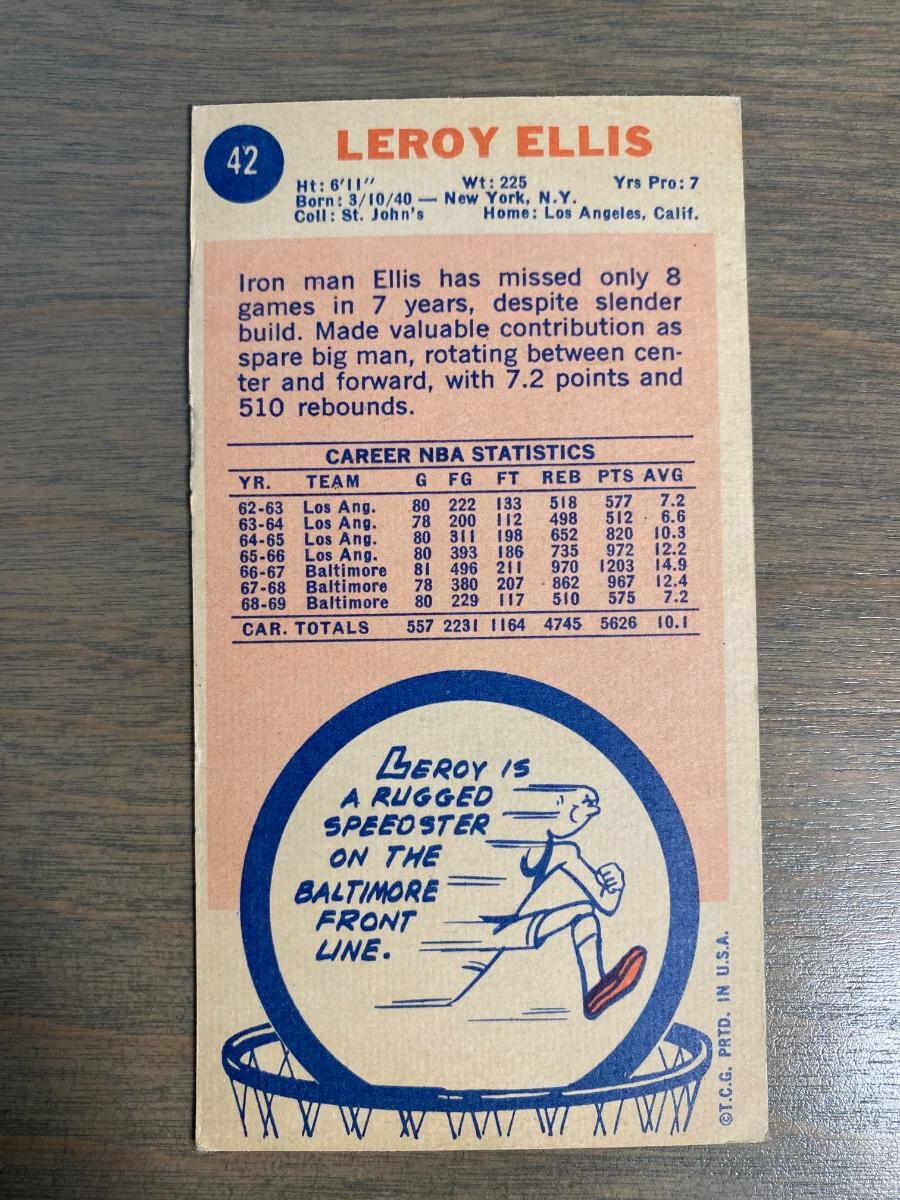 42
LEROY ELLIS
Ht: 6'11" Wt: 225 Yrs Pro: 7
Born: 3/10/40 — New York, N.Y.
Coll: St. John's Home: Los Angeles, Calif.
Iron man Ellis has missed only 8
games in 7 years, despite slender
build. Made valuable contribution as
spare big man, rotating between cen-
ter and forward, with 7.2 points and
510 rebounds.
CAREER NBA STATISTICS
YR. TEAM G FG FT REB PTS AVG
62-63 Los Ang. 80 222 133 518 577 7.2
63-64 Los Ang. 78 200 112 498 512 6.6
64-65 Los Ang. 80 311 198 652 820 10.3
65-66 Los Ang. 80 393 186 735 972 12.2
66-67 Baltimore 81 496 211 970 1203 14.9
67-68 Baltimore 78 380 207 862 967 12.4
68-69 Baltimore 80 229 117 510 575 7.2
CAR. TOTALS 557 2231 1164 4745 5626 10.1
LEROY IS
A RUGGED
SPEEDSTER
ON THE
BALTIMORE
FRONT
LINE.
©T.C.G. PRTD. IN U.S.A.